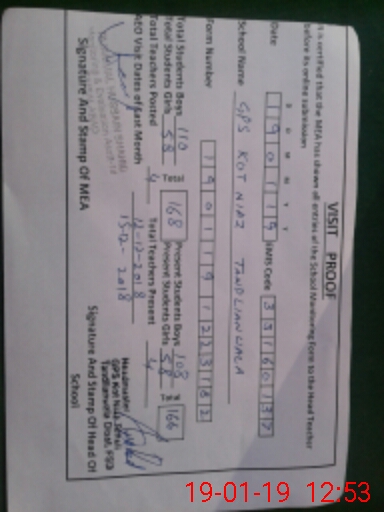 VISIT PROOF
It is certified that the MEA has shown all entries of the School Monitoring Form to the Head Teacher
before its online submission
D D M M Y Y
Date 1 9 0 1 1 9 EMIS Code 3 3 1 6 0 1 3 2
School Name GPS KOT NIAZ TANDLIANWALA
Form Number 1 9 0 1 1 9 1 2 2 3 1 8 2
Total Students Boys 110 Total 168 Present Students Boys 108 Total 166
Total Students Girls 58 Present Students Girls 58
Total Teachers Posted 4 Total Teachers Present 4
AEO Visit Dates of Last Month 12-12-2018
15-12-2018
Headmaster
GPS Kot Niaz
Signature And Stamp Of MEA
Signature And Stamp Of Head Of
School
19-01-19 12:53